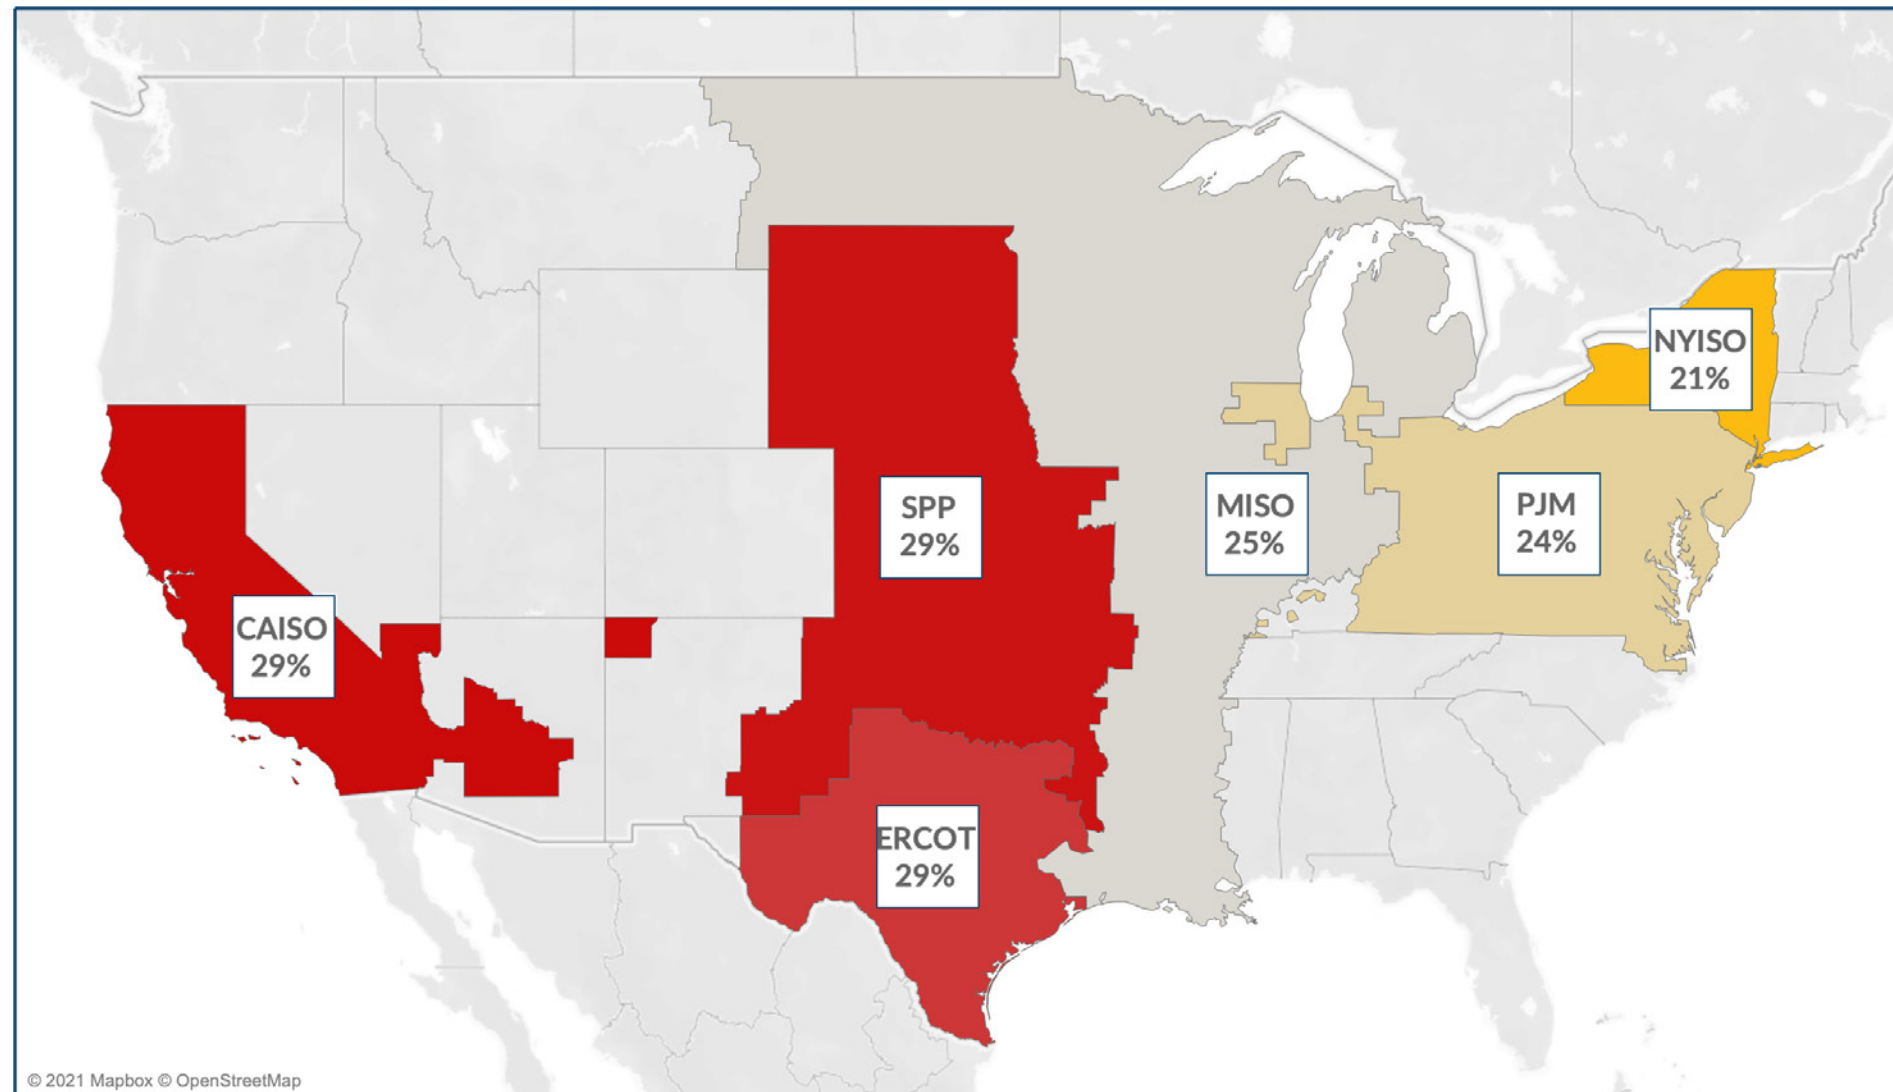 NYISO
21%
SPP
29%
MISO
25%
PJM
24%
CAISO
29%
ERCOT
29%
© 2021 Mapbox © OpenStreetMap